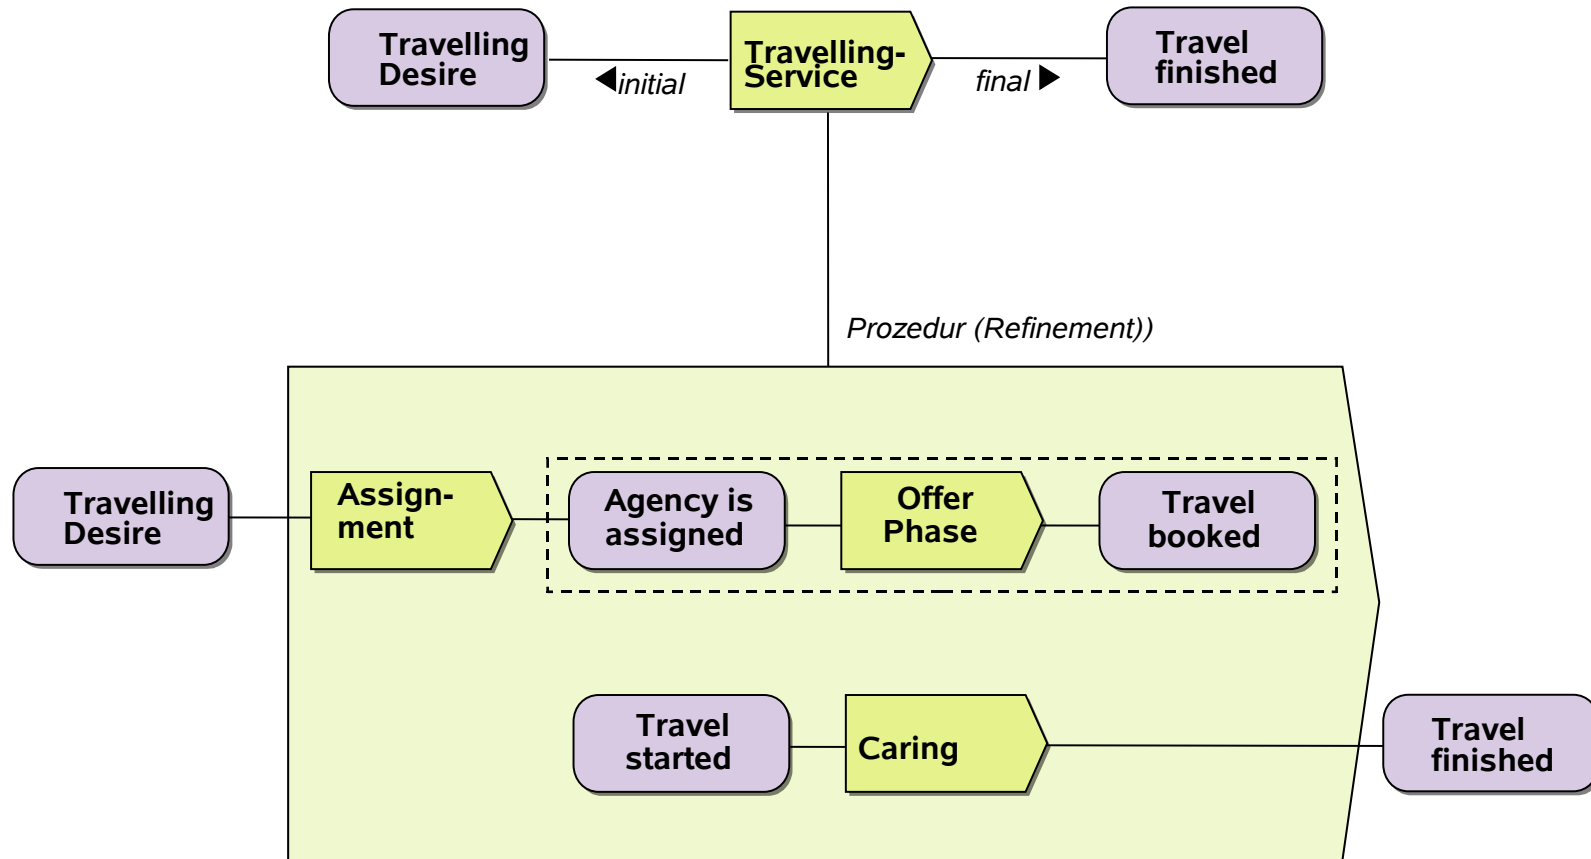 Travelling
Desire
initial
Travelling-
Service
final
Travel
finished
Prozedur (Refinement))
Travelling
Desire
Assign-
ment
Agency is
assigned
Offer
Phase
Travel
booked
Travel
started
Caring
Travel
finished